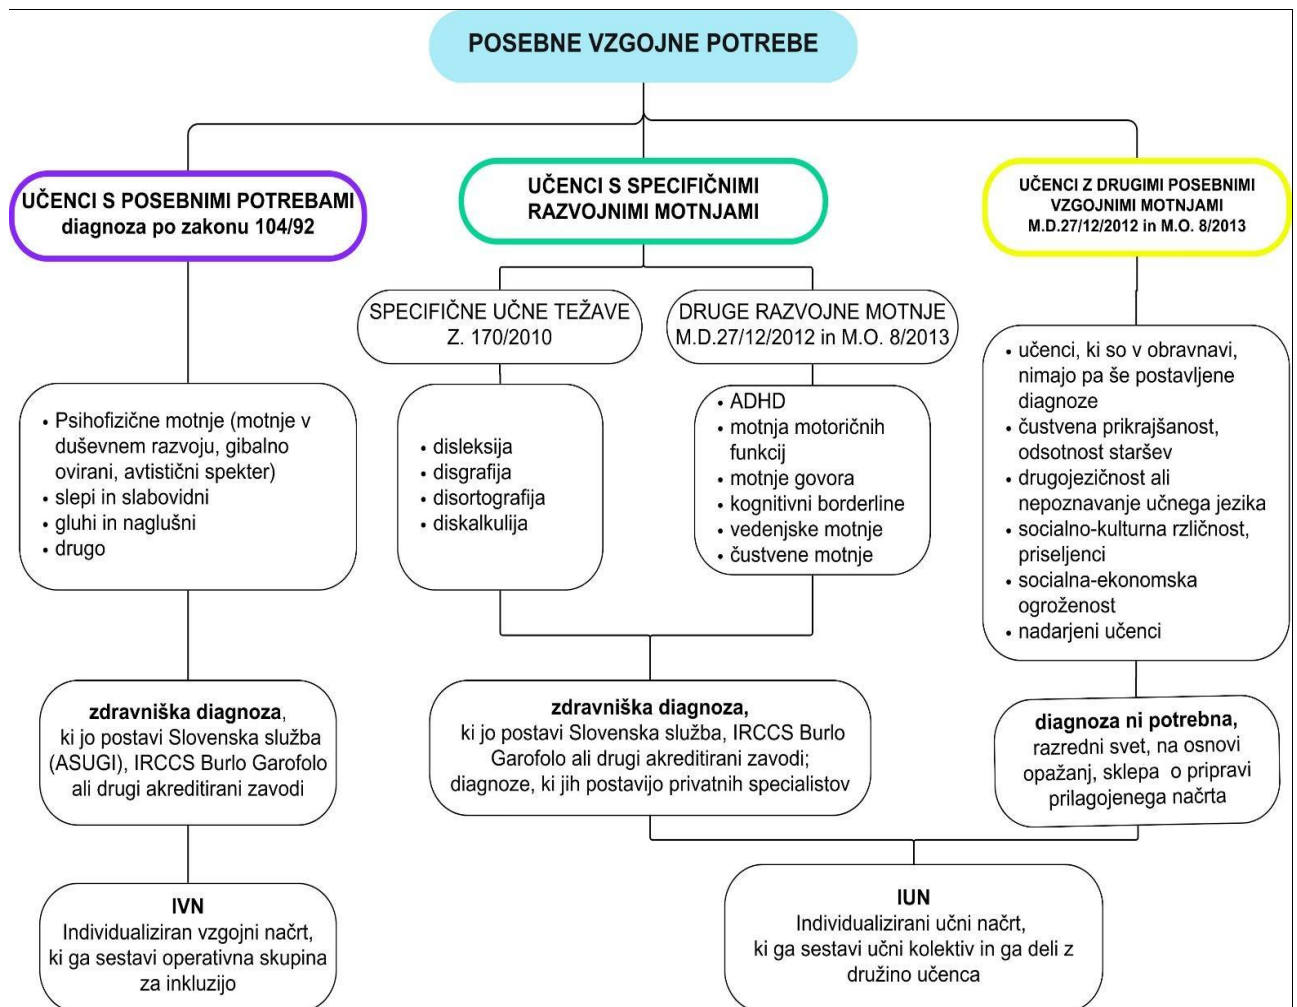 POSEBNE VZGOJNE POTREBE
UČENCI S POSEBNIMI POTREBAMI
diagnoza po zakonu 104/92
UČENCI S SPECIFIČNIMI
RAZVOJNIMI MOTNJAMI
UČENCI Z DRUGIMI POSEBNIMI
VZGOJNIMI MOTNJAMI
M.D.27/12/2012 in M.O. 8/2013
SPECIFIČNE UČNE TEŽAVE
Z. 170/2010
DRUGE RAZVOJNE MOTNJE
M.D.27/12/2012 in M.O. 8/2013
• Psihofizične motnje (motnje v
duševnem razvoju, gibalno
ovirani, avtistični spekter)
• slepi in slabovidni
• gluhi in naglušni
• drugo
• disleksija
• disgrafija
• disortografija
• diskalkulija
• ADHD
• motnja motoričnih
funkcij
• motnje govora
• kognitivni borderline
• vedenjske motnje
• čustvene motnje
• učenci, ki so v obravnavi,
nimajo pa še postavljene
diagnoze
• čustvena prikrajšanost,
odsotnost staršev
• drugojezičnost ali
nepoznavanje učnega jezika
• socialno-kulturna rzličnost,
priseljenci
• socialna-ekonomska
ogroženost
• nadarjeni učenci
zdravniška diagnoza,
ki jo postavi Slovenska služba
(ASUGI), IRCCS Burlo Garofolo
ali drugi akreditirani zavodi
zdravniška diagnoza,
ki jo postavi Slovenska služba, IRCCS Burlo
Garofolo ali drugi akreditirani zavodi;
diagnoze, ki jih postavijo privatnih specialistov
diagnoza ni potrebna,
razredni svet, na osnovi
opažanj, sklepa o pripravi
prilagojenega načrta
IVN
Individualiziran vzgojni načrt,
ki ga sestavi operativna skupina
za inkluzijo
IUN
Individualizirani učni načrt,
ki ga sestavi učni kolektiv in ga deli z
družino učenca